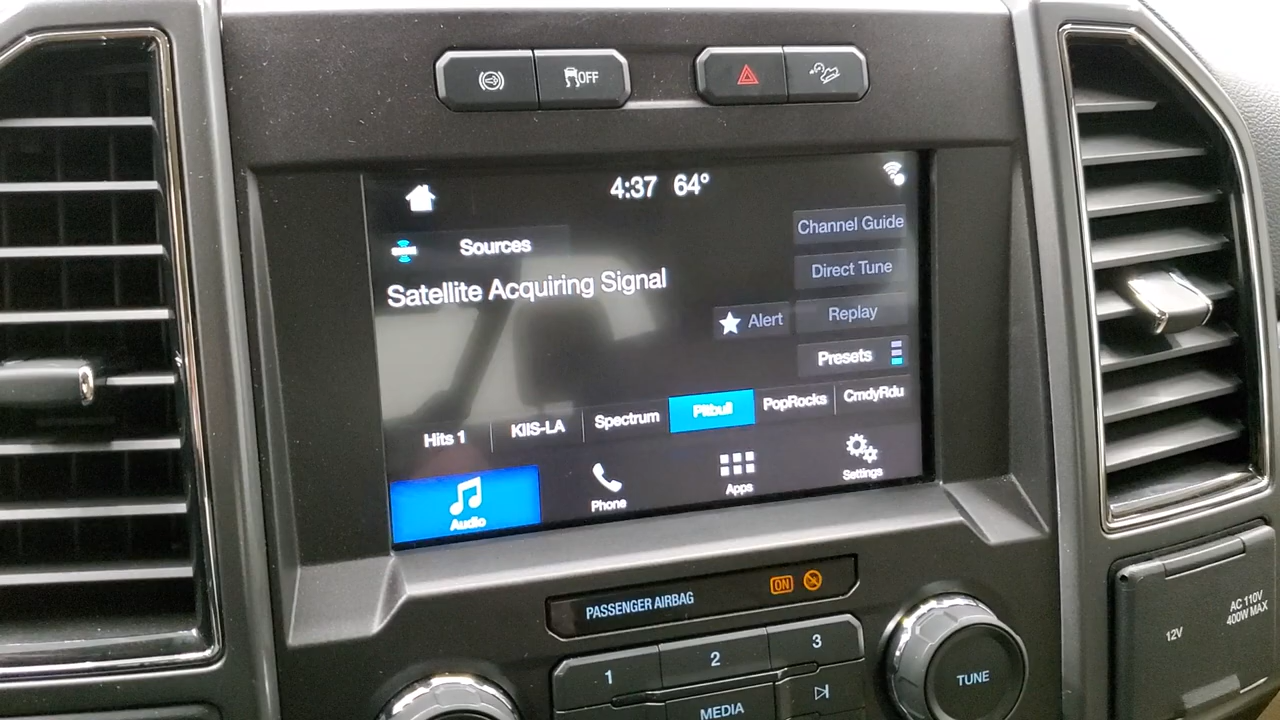 OFF
4:37 64°
Sources
Channel Guide
Satellite Acquiring Signal
Direct Tune
Alert
Replay
Presets
Hits 1
KIIS-LA
Spectrum
Pitbull
PopRocks
CmdyRdu
Audio
Phone
Apps
Settings
PASSENGER AIRBAG
ON
1
2
3
MEDIA
TUNE
12V
AC 110V
400W MAX